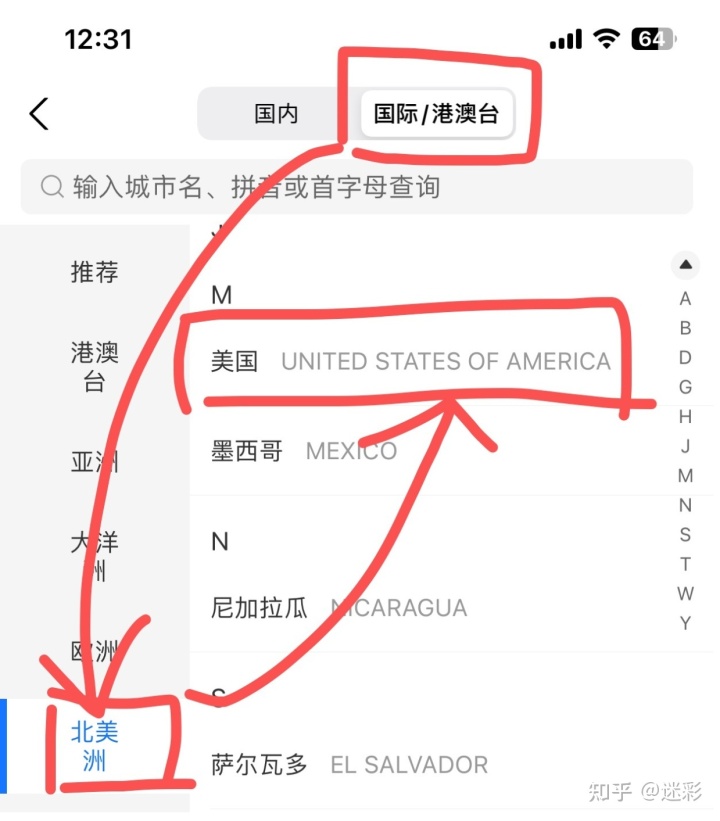 12:31
64
国内
国际/港澳台
输入城市名、拼音或首字母查询
推荐
港澳
台
亚洲
大洋
洲
欧洲
北美
洲
M
美国 UNITED STATES OF AMERICA
墨西哥 MEXICO
N
尼加拉瓜 NICARAGUA
S
萨尔瓦多 EL SALVADOR
A
B
D
G
H
J
M
N
S
T
W
Y
知乎 @迷彩